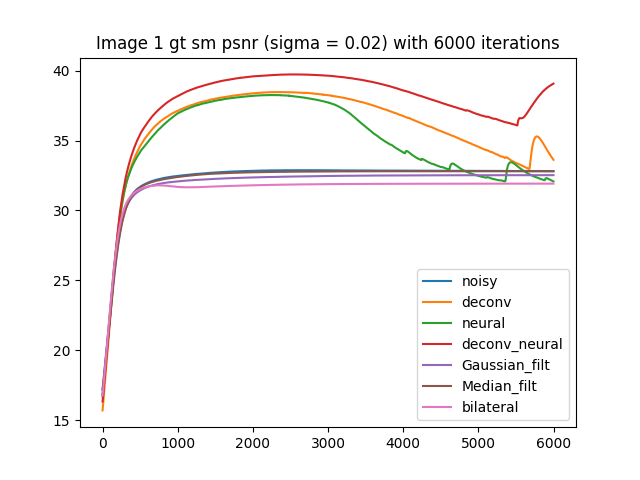 Image 1 gt sm psnr (sigma = 0.02) with 6000 iterations
40
35
30
25
20
15
0 1000 2000 3000 4000 5000 6000
noisy
deconv
neural
deconv_neural
Gaussian_filt
Median_filt
bilateral